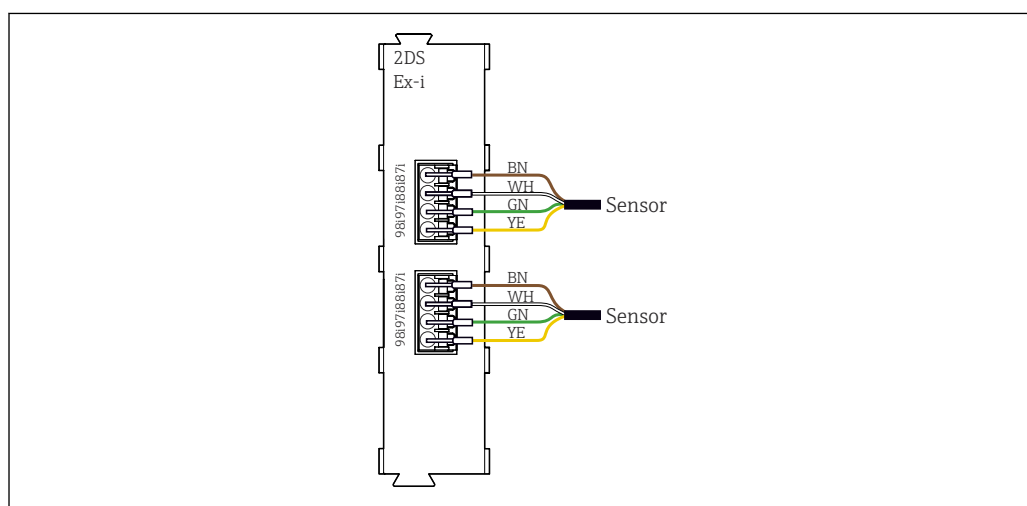 2DS
Ex-i
98i97i88i87i
BN
WH
GN
YE
Sensor
98i97i88i87i
BN
WH
GN
YE
Sensor